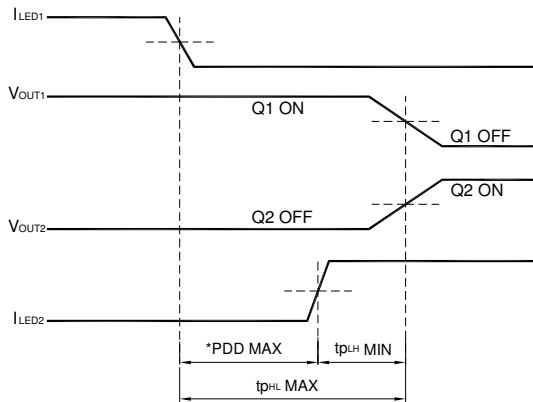 ILED1
VOUT1
Q1 ON
Q1 OFF
Q2 ON
Q2 OFF
VOUT2
ILED2
*PDD MAX
tpLH MIN
tpHL MAX